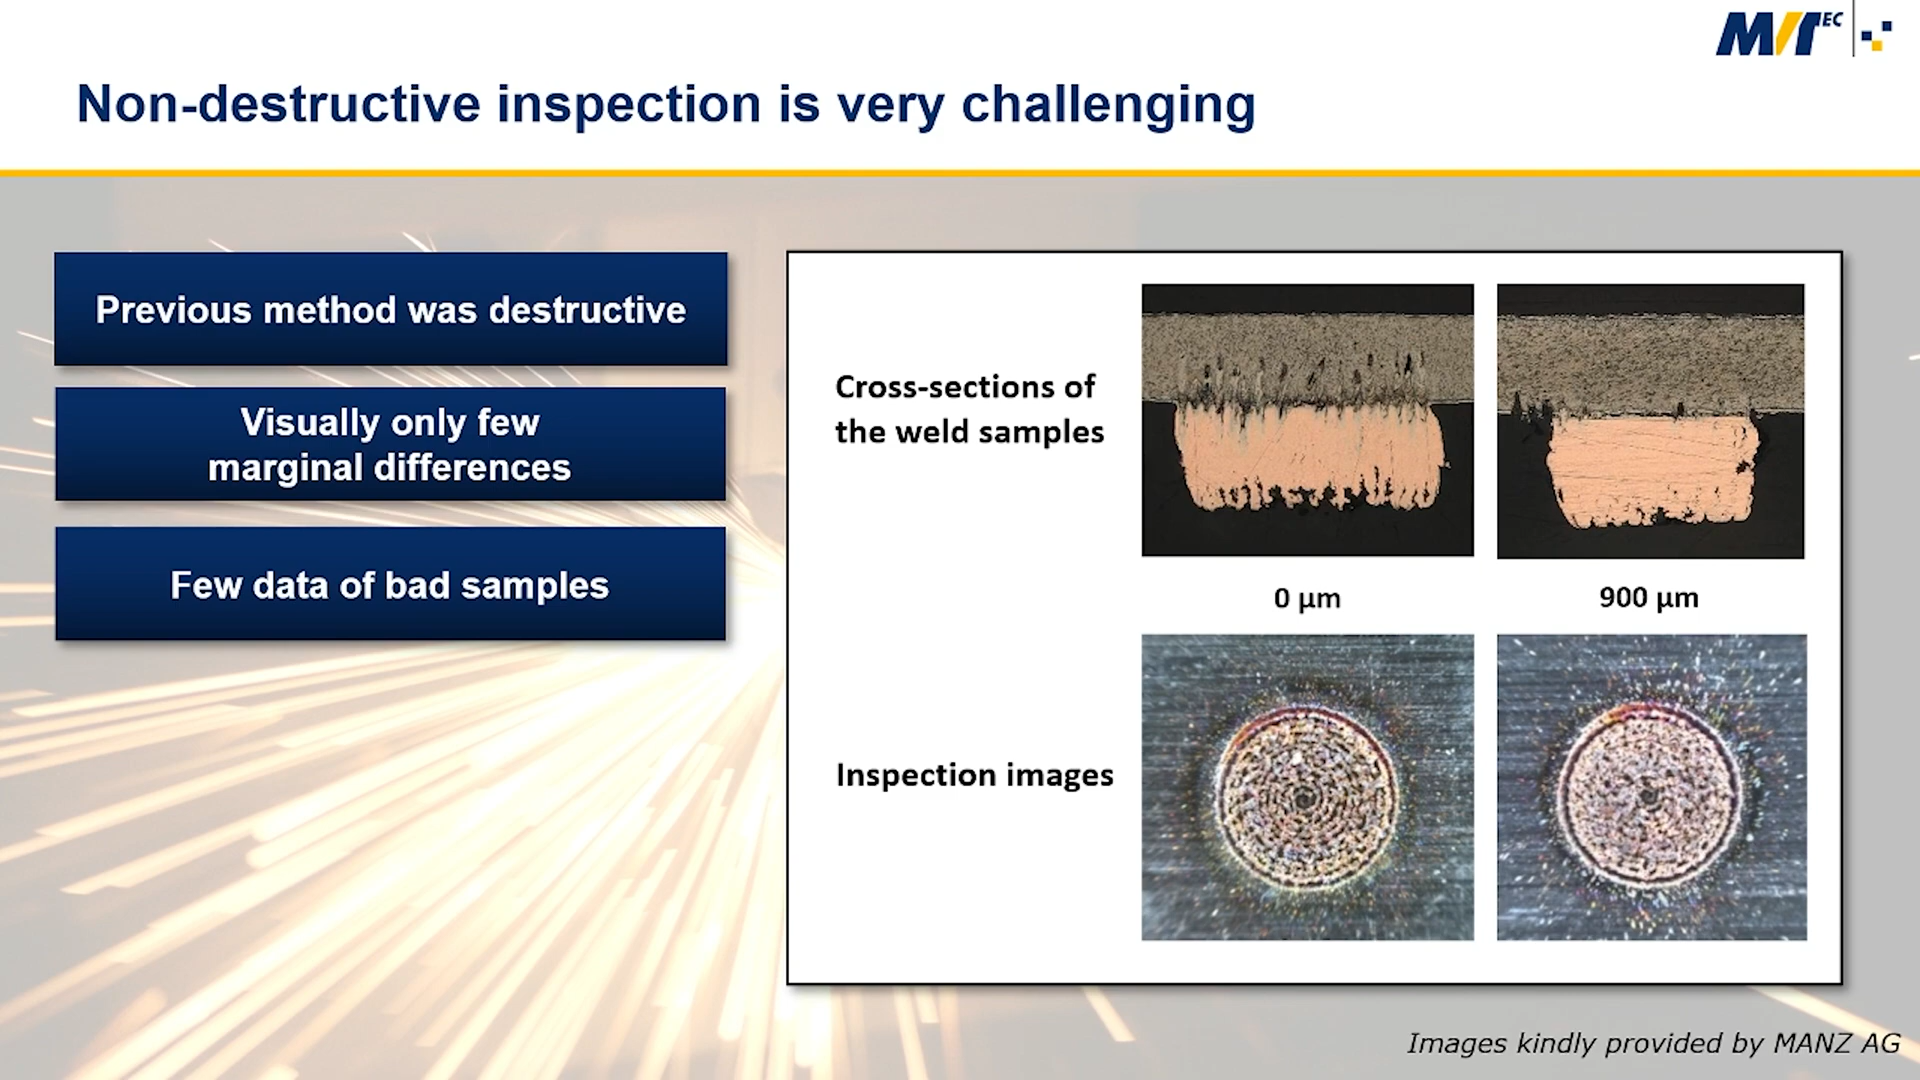 MVTEC
Non-destructive inspection is very challenging
Previous method was destructive
Visually only few
marginal differences
Few data of bad samples
Cross-sections of
the weld samples
0 µm
900 µm
Inspection images
Images kindly provided by MANZ AG